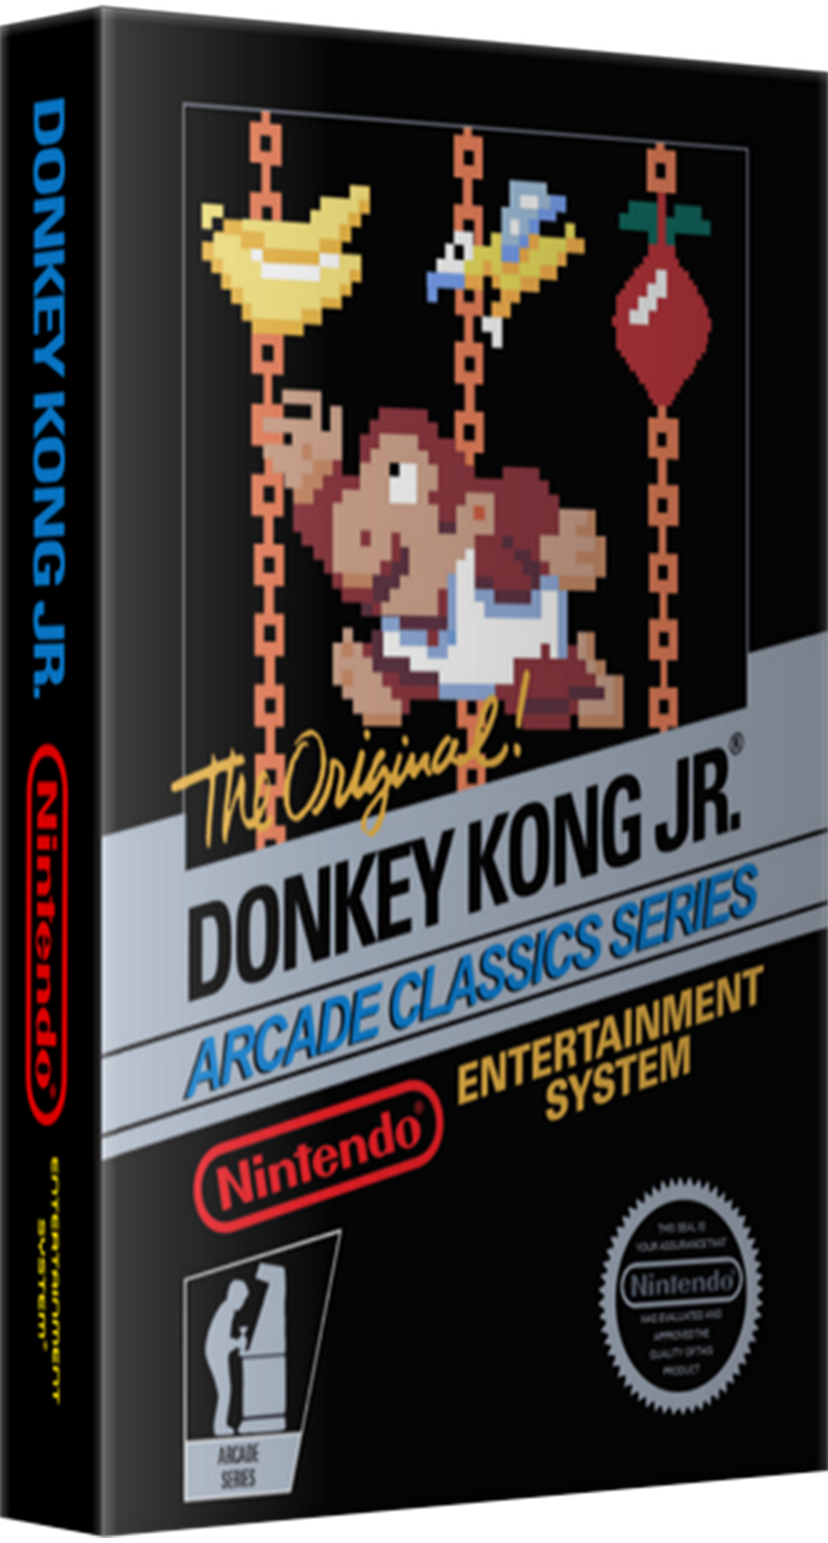 DONKEY KONG JR.
Nintendo®
ENTERTAINMENT
SYSTEM™
The Original!
DONKEY KONG JR.®
ARCADE CLASSICS SERIES
Nintendo®
ENTERTAINMENT
SYSTEM
ARCADE
SERIES
THIS SEAL IS
YOUR ASSURANCE THAT
Nintendo®
HAS EVALUATED AND
APPROVED THE
QUALITY OF THIS
PRODUCT